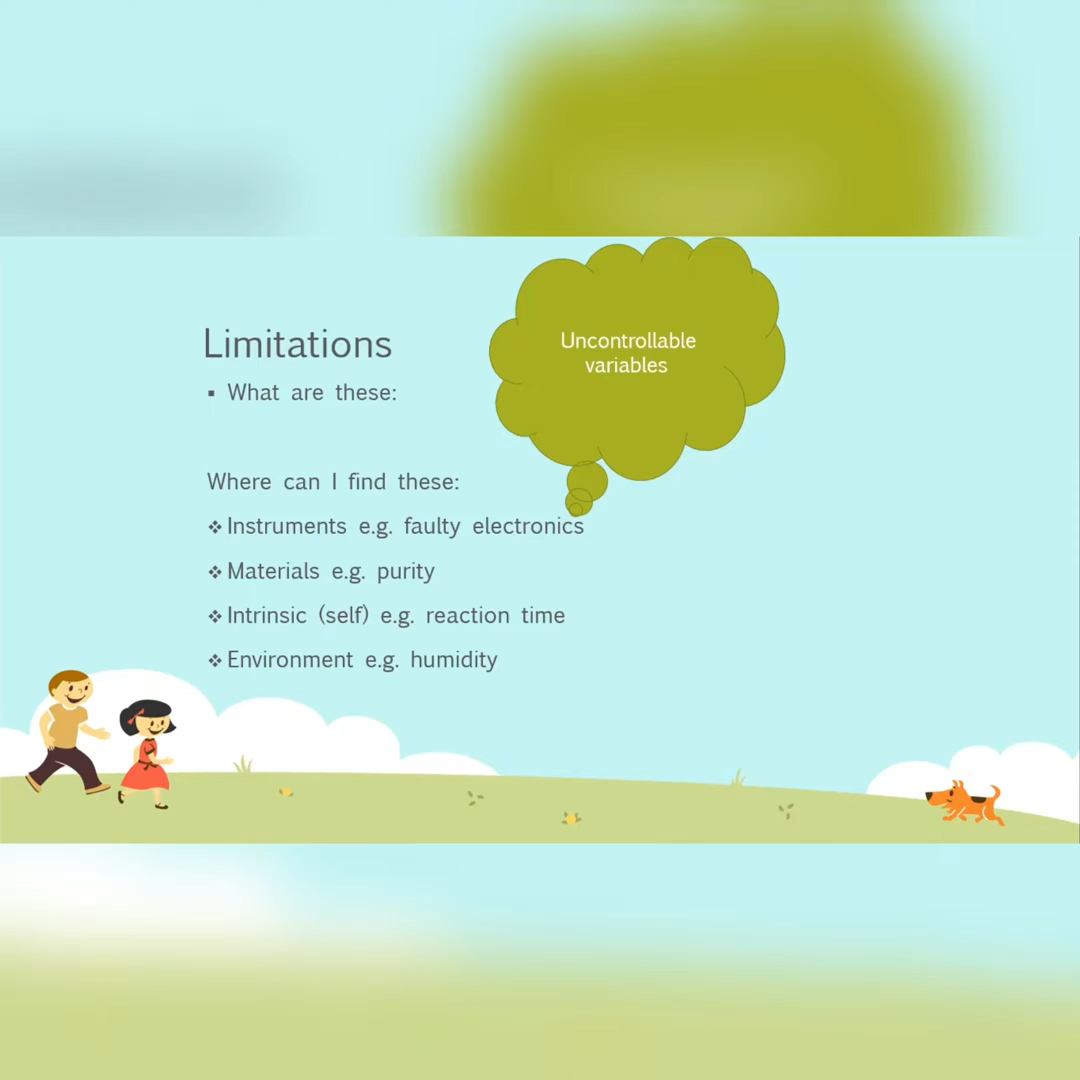 Limitations
What are these:
Uncontrollable
variables
Where can I find these:
Instruments e.g. faulty electronics
Materials e.g. purity
Intrinsic (self) e.g. reaction time
Environment e.g. humidity